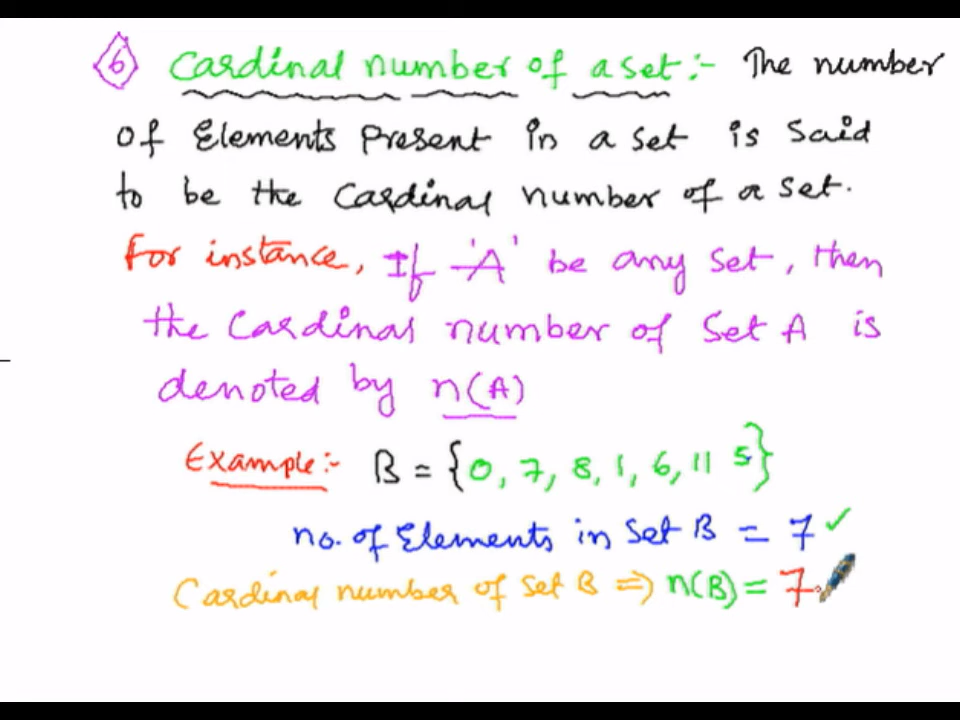 6 Cardinal number of a set :- The number
of Elements Present in a set is said
to be the Cardinal number of a set.
For instance, If 'A' be any set, then
the Cardinal number of set A is
denoted by n(A)
Example :- B = {0, 7, 8, 1, 6, 11 5}
no. of Elements in set B = 7 ✓
Cardinal number of set B ⇒ n(B) = 7.